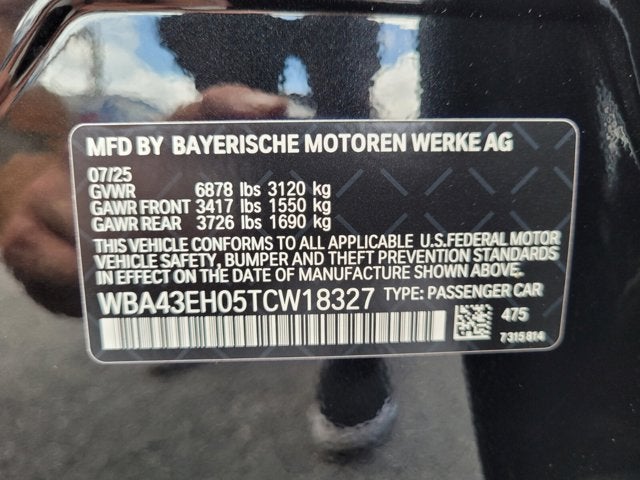 MFD BY BAYERISCHE MOTOREN WERKE AG
07/25
GVWR 6878 lbs 3120 kg
GAWR FRONT 3417 lbs 1550 kg
GAWR REAR 3726 lbs 1690 kg
THIS VEHICLE CONFORMS TO ALL APPLICABLE U.S.FEDERAL MOTOR
VEHICLE SAFETY, BUMPER AND THEFT PREVENTION STANDARDS
IN EFFECT ON THE DATE OF MANUFACTURE SHOWN ABOVE.
WBA43EH05TCW18327 TYPE: PASSENGER CAR
475
7315814